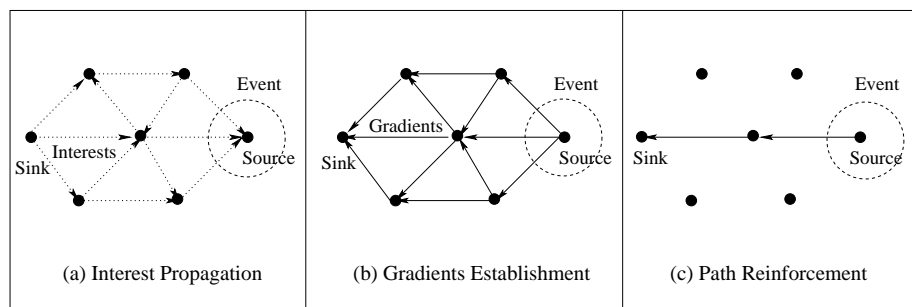 Event
Interests
Sink
Source
(a) Interest Propagation
Event
Gradients
Sink
Source
(b) Gradients Establishment
Event
Sink
Source
(c) Path Reinforcement